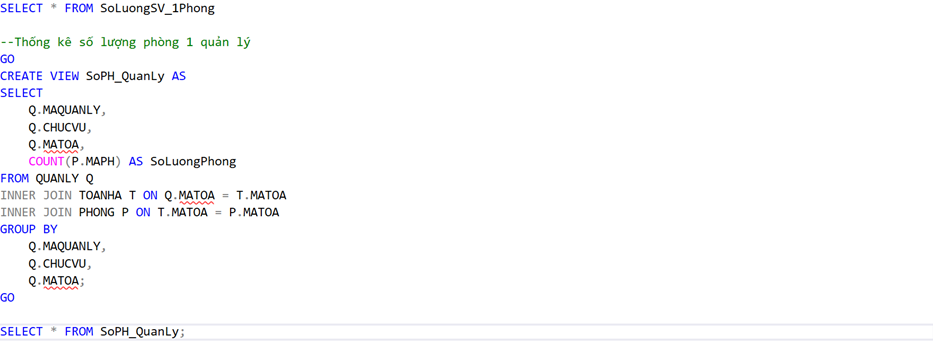 SELECT * FROM SoLuongSV_1Phong
--Thống kê số lượng phòng 1 quản lý
GO
CREATE VIEW SoPH_QuanLy AS
SELECT
Q.MAQUANLY,
Q.CHUCVU,
Q.MATOA,
COUNT(P.MAPH) AS SoLuongPhong
FROM QUANLY Q
INNER JOIN TOANHA T ON Q.MATOA = T.MATOA
INNER JOIN PHONG P ON T.MATOA = P.MATOA
GROUP BY
Q.MAQUANLY,
Q.CHUCVU,
Q.MATOA;
GO
SELECT * FROM SoPH_QuanLy;